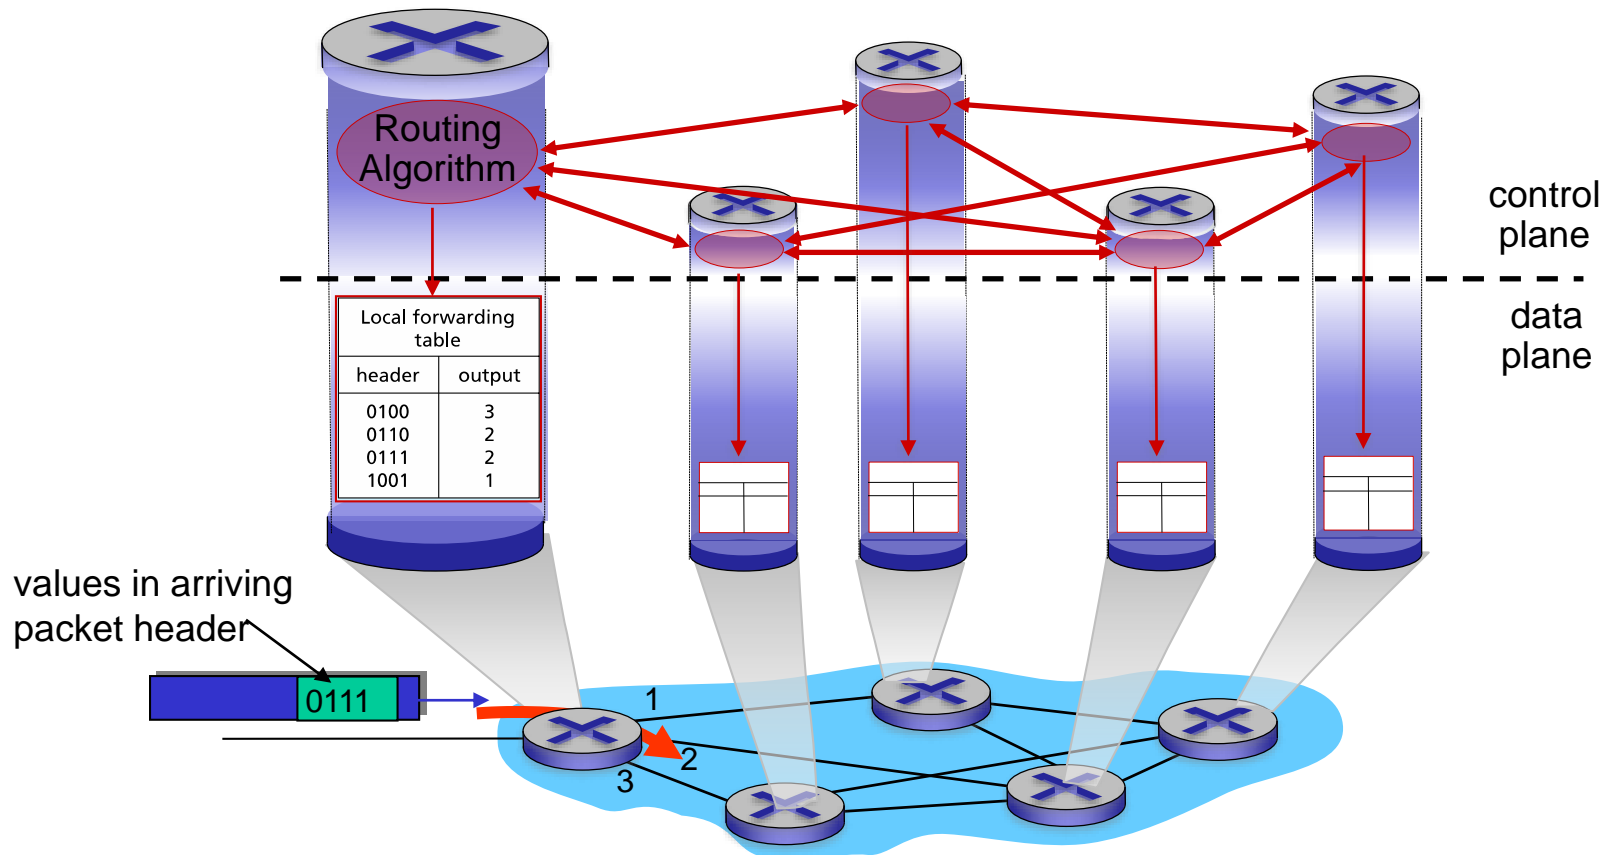 Routing
Algorithm
control
plane
data
plane
Local forwarding
table
header output
0100 3
0110 2
0111 2
1001 1
values in arriving
packet header
0111
1
2
3